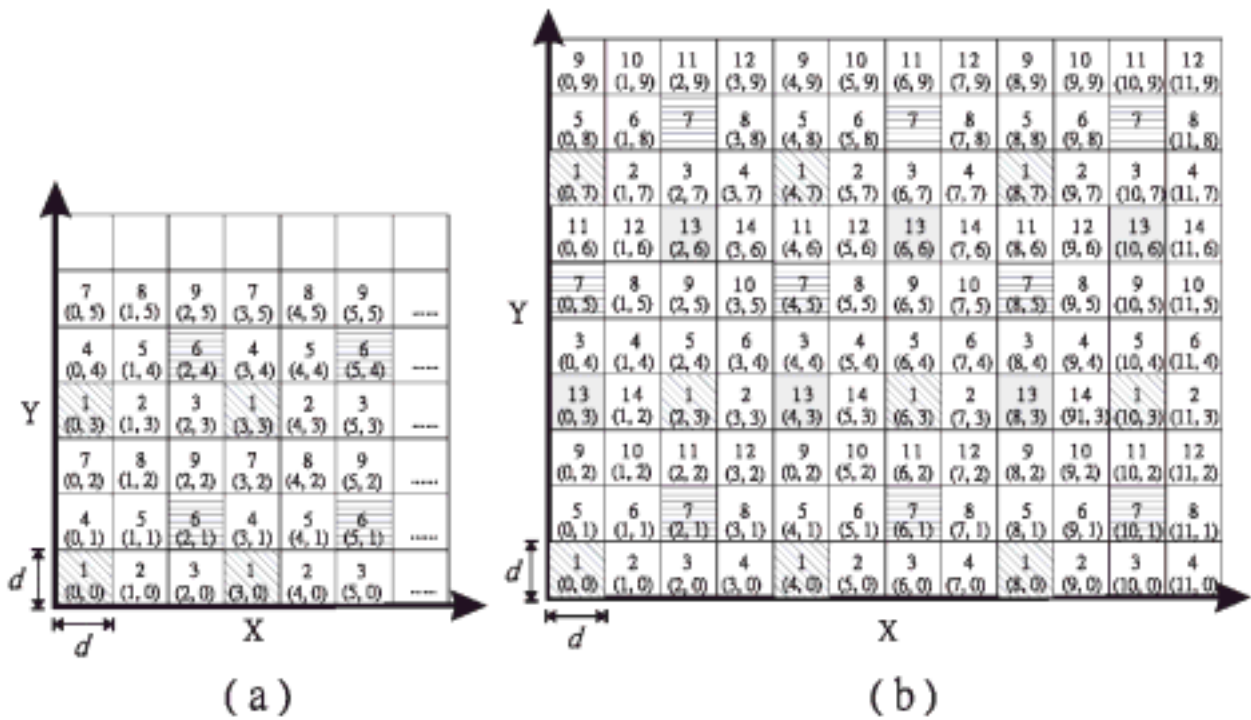 7 8 9 7 8 9
(0, 5) (1, 5) (2, 5) (3, 5) (4, 5) (5, 5) ......
4 5 6 4 5 6
(0, 4) (1, 4) (2, 4) (3, 4) (4, 4) (5, 4) ......
1 2 3 1 2 3
(0, 3) (1, 3) (2, 3) (3, 3) (4, 3) (5, 3) ......
Y
7 8 9 7 8 9
(0, 2) (1, 2) (2, 2) (3, 2) (4, 2) (5, 2) ......
4 5 6 4 5 6
(0, 1) (1, 1) (2, 1) (3, 1) (4, 1) (5, 1) ......
1 2 3 1 2 3
(0, 0) (1, 0) (2, 0) (3, 0) (4, 0) (5, 0) ......
d
d
X
(a)
9 10 11 12 9 10 11 12 9 10 11 12
(0, 9) (1, 9) (2, 9) (3, 9) (4, 9) (5, 9) (6, 9) (7, 9) (8, 9) (9, 9) (10, 9) (11, 9)
5 6 7 8 5 6 7 8 5 6 7 8
(0, 8) (1, 8) (3, 8) (4, 8) (5, 8) (7, 8) (8, 8) (9, 8) (11, 8)
1 2 3 4 1 2 3 4 1 2 3 4
(0, 7) (1, 7) (2, 7) (3, 7) (4, 7) (5, 7) (6, 7) (7, 7) (8, 7) (9, 7) (10, 7) (11, 7)
11 12 13 14 11 12 13 14 11 12 13 14
(0, 6) (1, 6) (2, 6) (3, 6) (4, 6) (5, 6) (6, 6) (7, 6) (8, 6) (9, 6) (10, 6) (11, 6)
Y
7 8 9 10 7 8 9 10 7 8 9 10
(0, 5) (1, 5) (2, 5) (3, 5) (4, 5) (5, 5) (6, 5) (7, 5) (8, 5) (9, 5) (10, 5) (11, 5)
3 4 5 6 3 4 5 6 3 4 5 6
(0, 4) (1, 4) (2, 4) (3, 4) (4, 4) (5, 4) (6, 4) (7, 4) (8, 4) (9, 4) (10, 4) (11, 4)
13 14 1 2 13 14 1 2 13 14 1 2
(0, 3) (1, 2) (2, 3) (3, 3) (4, 3) (5, 3) (6, 3) (7, 3) (8, 3) (91, 3) (10, 3) (11, 3)
9 10 11 12 9 10 11 12 9 10 11 12
(0, 2) (1, 2) (2, 2) (3, 2) (0, 2) (5, 2) (6, 2) (7, 2) (8, 2) (9, 2) (10, 2) (11, 2)
5 6 7 8 5 6 7 8 5 6 7 8
(0, 1) (1, 1) (2, 1) (3, 1) (4, 1) (5, 1) (6, 1) (7, 1) (8, 1) (9, 1) (10, 1) (11, 1)
1 2 3 4 1 2 3 4 1 2 3 4
(0, 0) (1, 0) (2, 0) (3, 0) (4, 0) (5, 0) (6, 0) (7, 0) (8, 0) (9, 0) (10, 0) (11, 0)
d
d
X
(b)